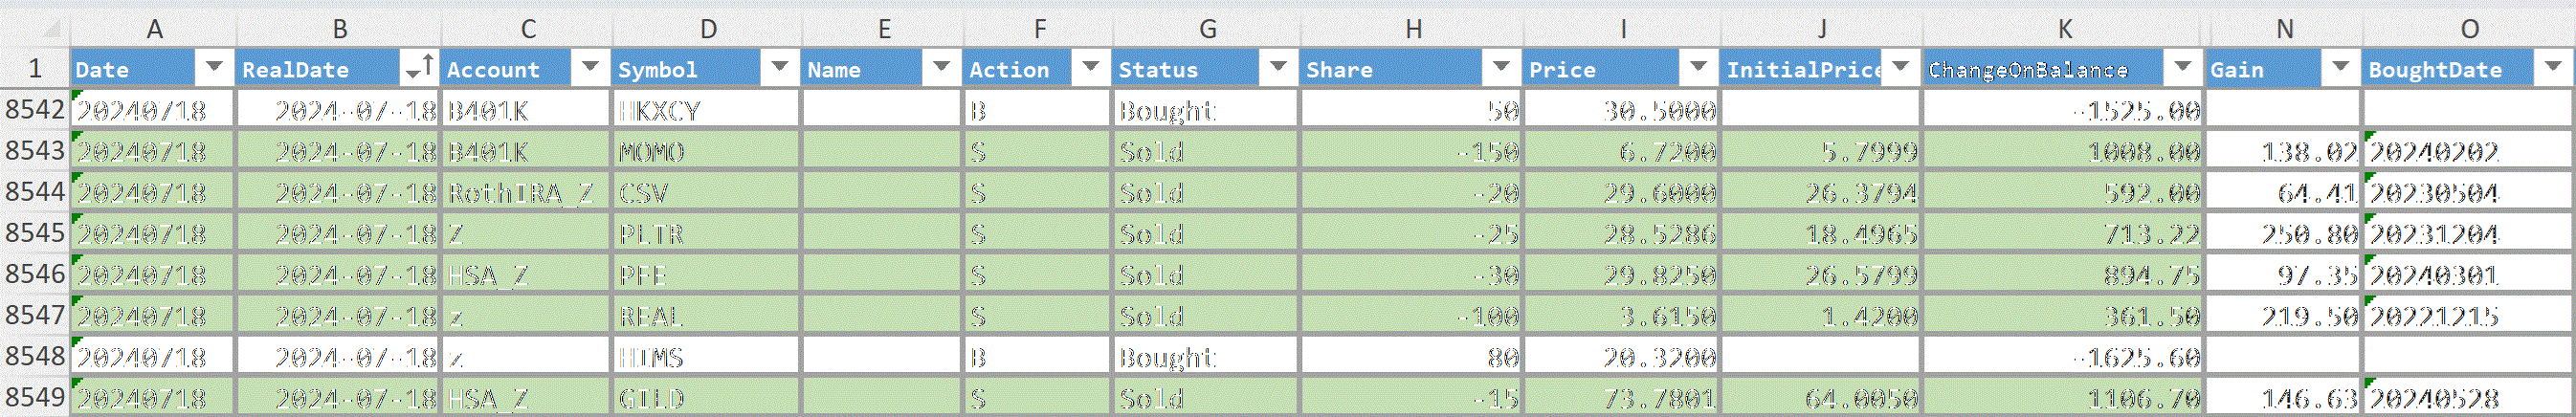 A B C D E F G H I J K N O
1 Date RealDate Account Symbol Name Action Status Share Price InitialPrice ChangeOnBalance Gain BoughtDate
8542 20240718 2024-07-18 B401K HKXCY B Bought 50 30.5000 -1525.00
8543 20240718 2024-07-18 B401K MOMO S Sold -150 6.7200 5.7999 1008.00 138.02 20240202
8544 20240718 2024-07-18 RothIRA_Z CSV S Sold -20 29.6000 26.3794 592.00 64.41 20230504
8545 20240718 2024-07-18 Z PLTR S Sold -25 28.5286 18.4965 713.22 250.80 20231204
8546 20240718 2024-07-18 HSA_Z PFE S Sold -30 29.8250 26.5799 894.75 97.35 20240301
8547 20240718 2024-07-18 z REAL S Sold -100 3.6150 1.4200 361.50 219.50 20221215
8548 20240718 2024-07-18 z HIMS B Bought 80 20.3200 -1625.60
8549 20240718 2024-07-18 HSA_Z GILD S Sold -15 73.7801 64.0050 1106.70 146.63 20240528